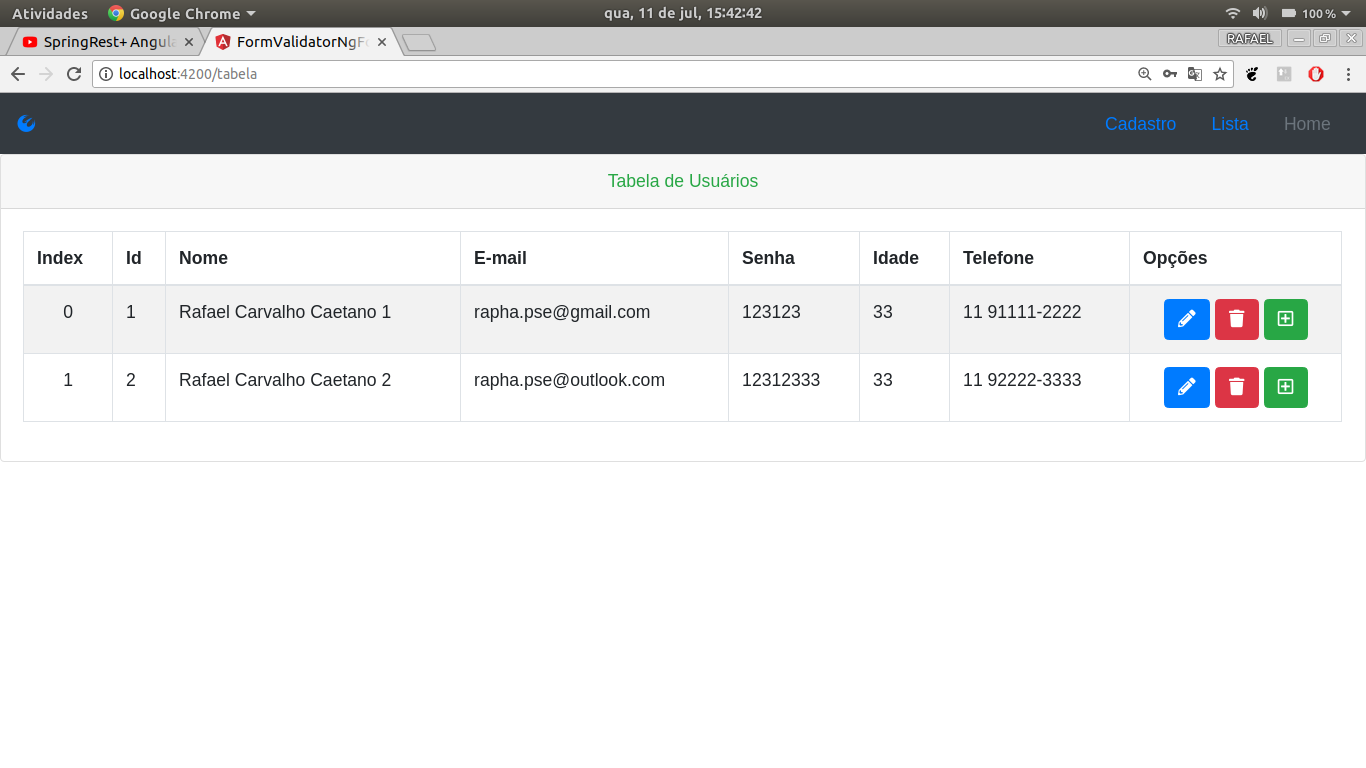 Atividades Google Chrome qua, 11 de jul, 15:42:42 100 %
SpringRest+ Angula FormValidatorNgFo RAFAEL
localhost:4200/tabela
Cadastro Lista Home
Tabela de Usuários
Index Id Nome E-mail Senha Idade Telefone Opções
0 1 Rafael Carvalho Caetano 1 rapha.pse@gmail.com 123123 33 11 91111-2222
1 2 Rafael Carvalho Caetano 2 rapha.pse@outlook.com 12312333 33 11 92222-3333